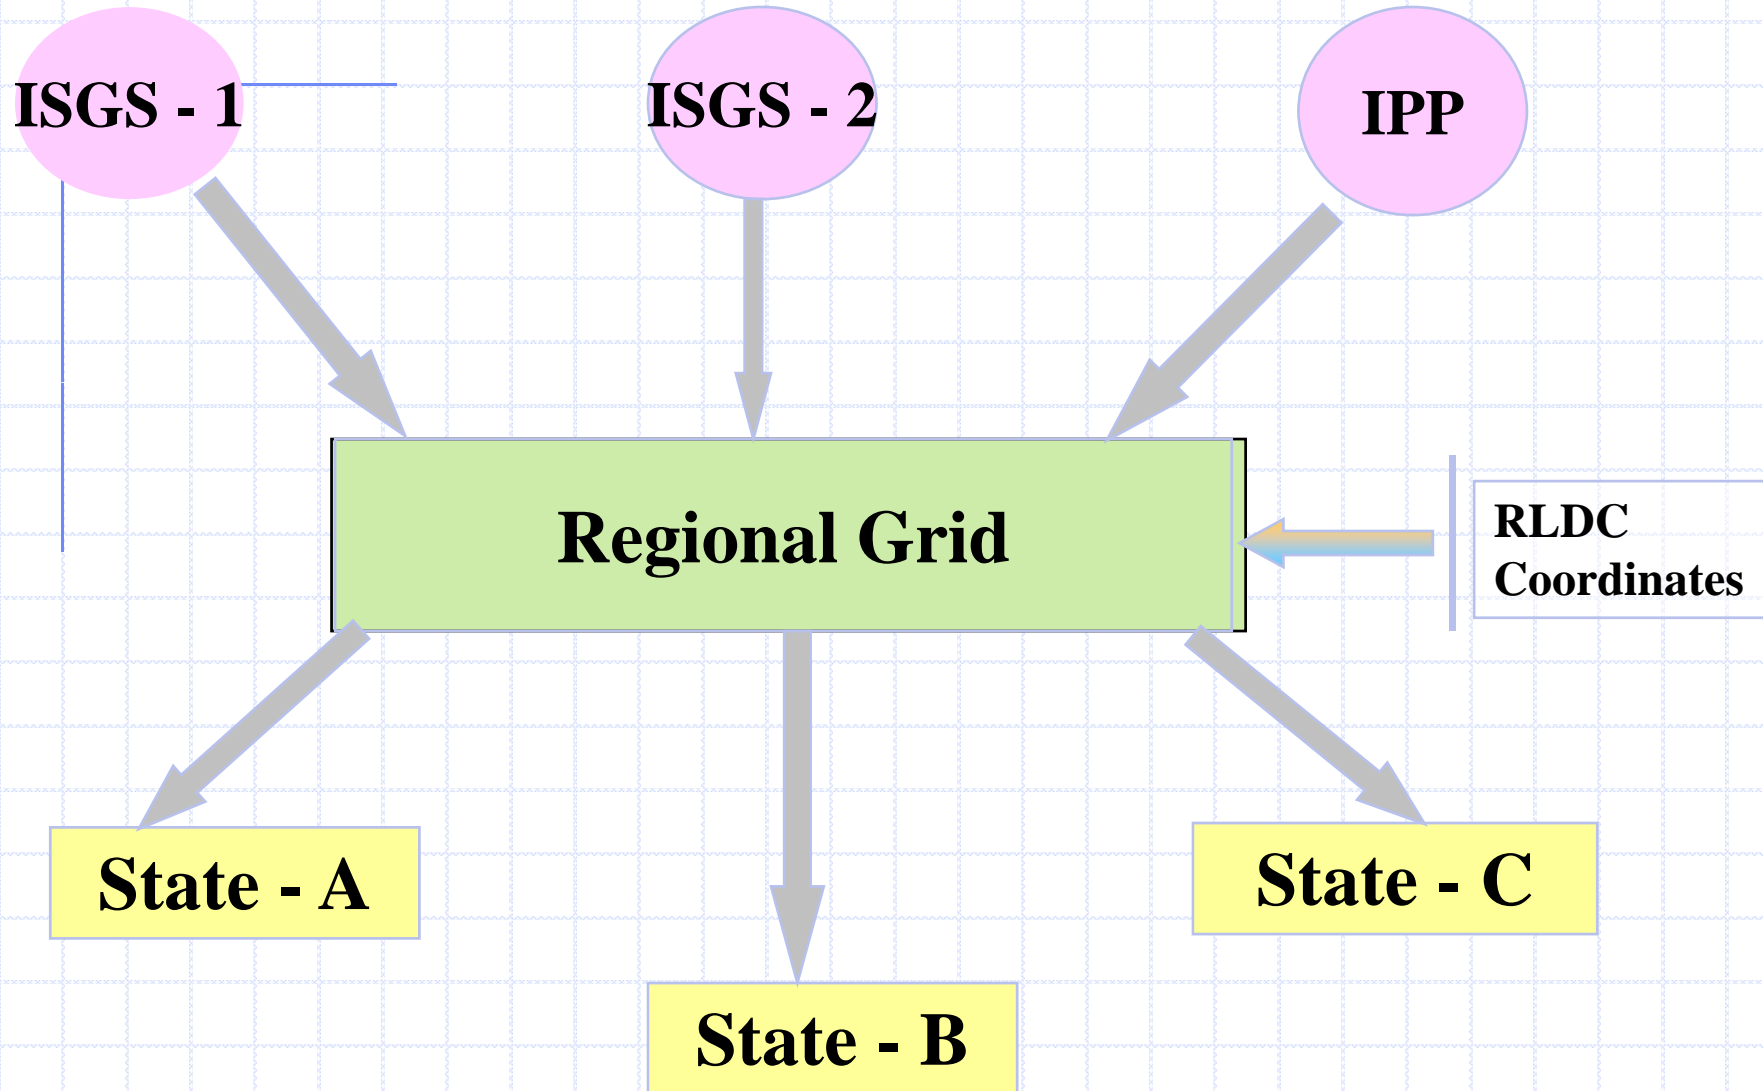 ISGS - 1
ISGS - 2
IPP
Regional Grid
RLDC
Coordinates
State - A
State - C
State - B